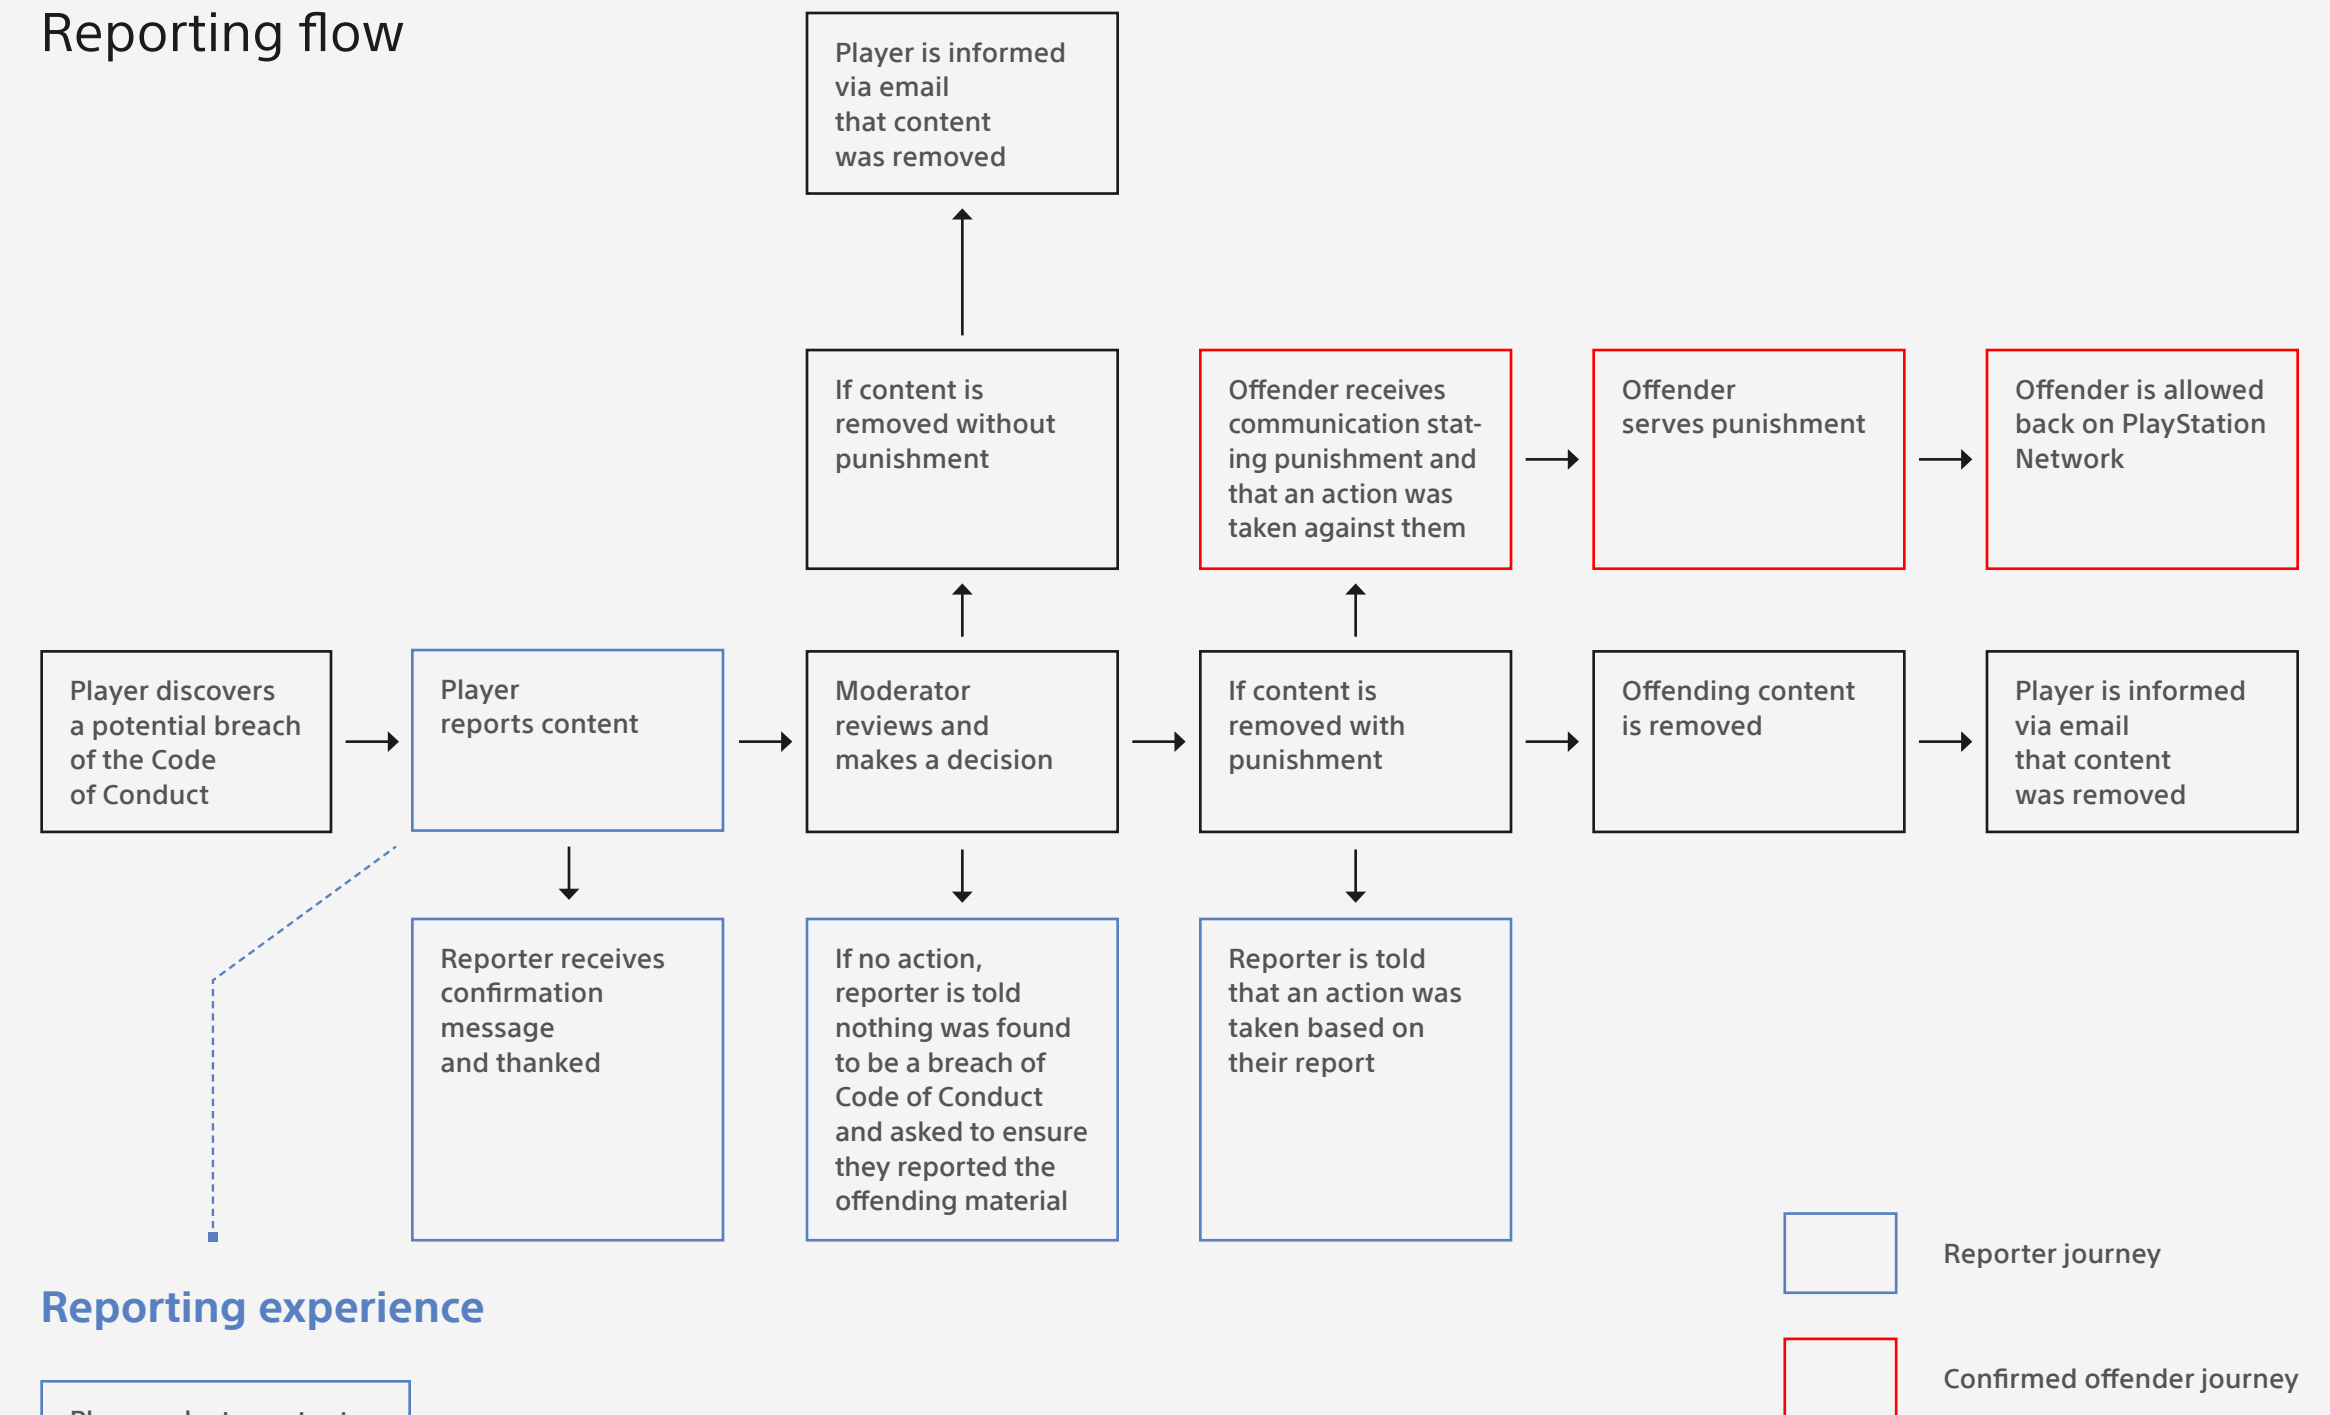 Reporting flow
Player is informed
via email
that content
was removed
If content is
removed without
punishment
Offender receives
communication stat-
ing punishment and
that an action was
taken against them
Offender
serves punishment
Offender is allowed
back on PlayStation
Network
Player discovers
a potential breach
of the Code
of Conduct
Player
reports content
Moderator
reviews and
makes a decision
If content is
removed with
punishment
Offending content
is removed
Player is informed
via email
that content
was removed
Reporter receives
confirmation
message
and thanked
If no action,
reporter is told
nothing was found
to be a breach of
Code of Conduct
and asked to ensure
they reported the
offending material
Reporter is told
that an action was
taken based on
their report
Reporter journey
Confirmed offender journey
Reporting experience